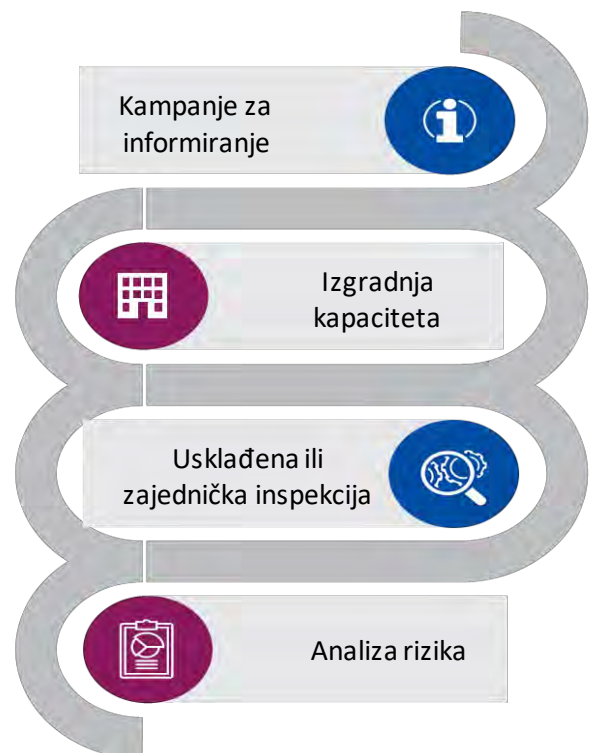 Kampanje za
informiranje
Izgradnja
kapaciteta
Usklađena ili
zajednička inspekcija
Analiza rizika